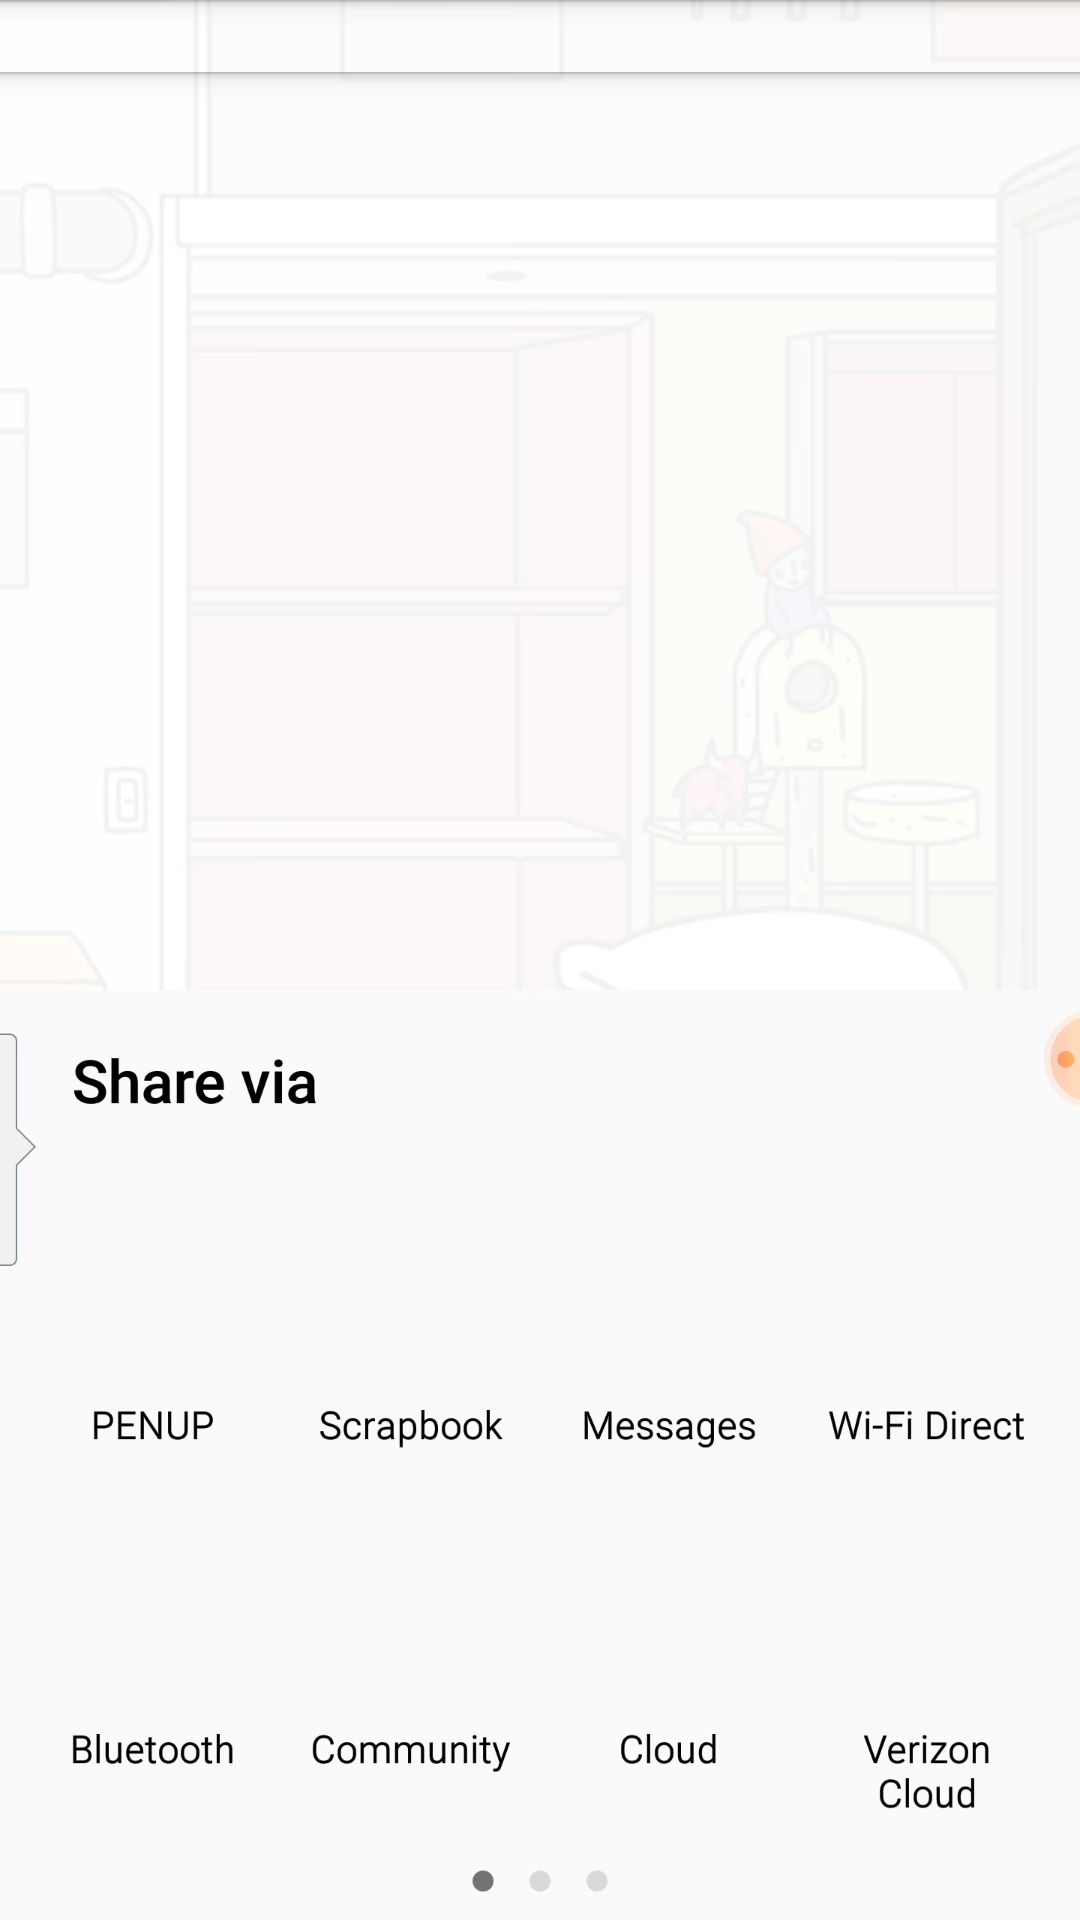 Share via
PENUP
Scrapbook
Messages
Wi-Fi Direct
Bluetooth
Community
Cloud
Verizon
Cloud